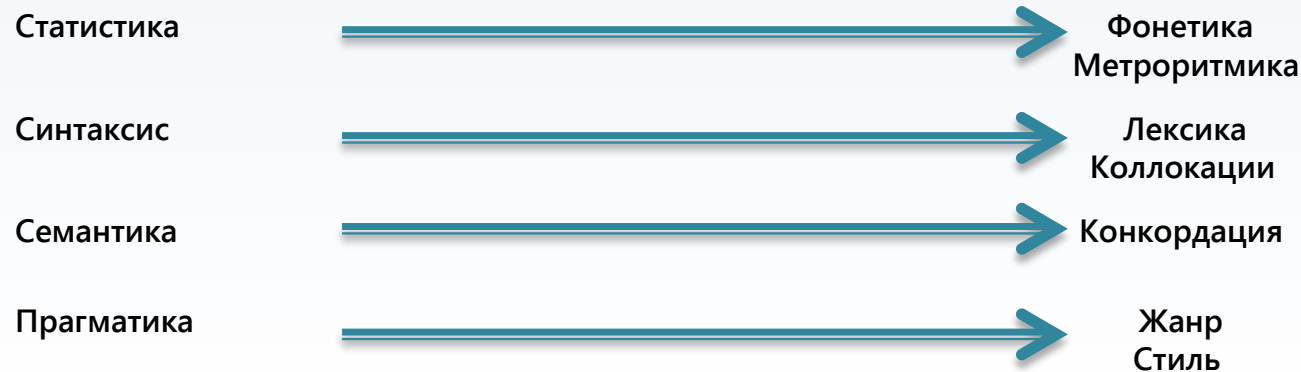 Статистика
Фонетика
Метроритмика
Синтаксис
Лексика
Коллокации
Семантика
Конкордация
Прагматика
Жанр
Стиль